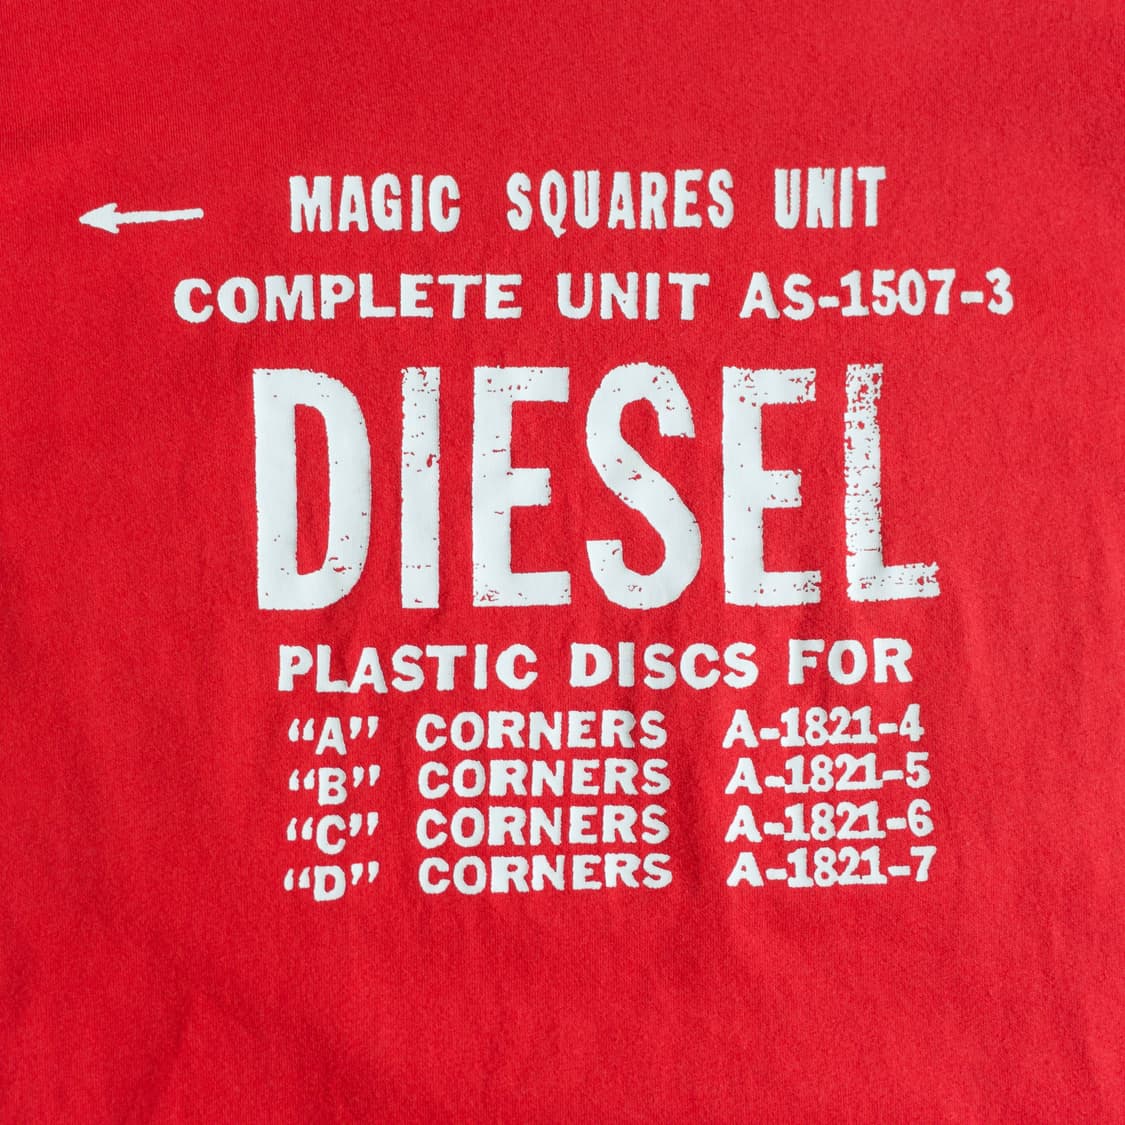 MAGIC SQUARES UNIT
COMPLETE UNIT AS-1507-3
DIESEL
PLASTIC DISCS FOR
“A” CORNERS A-1821-4
“B” CORNERS A-1821-5
“C” CORNERS A-1821-6
“D” CORNERS A-1821-7